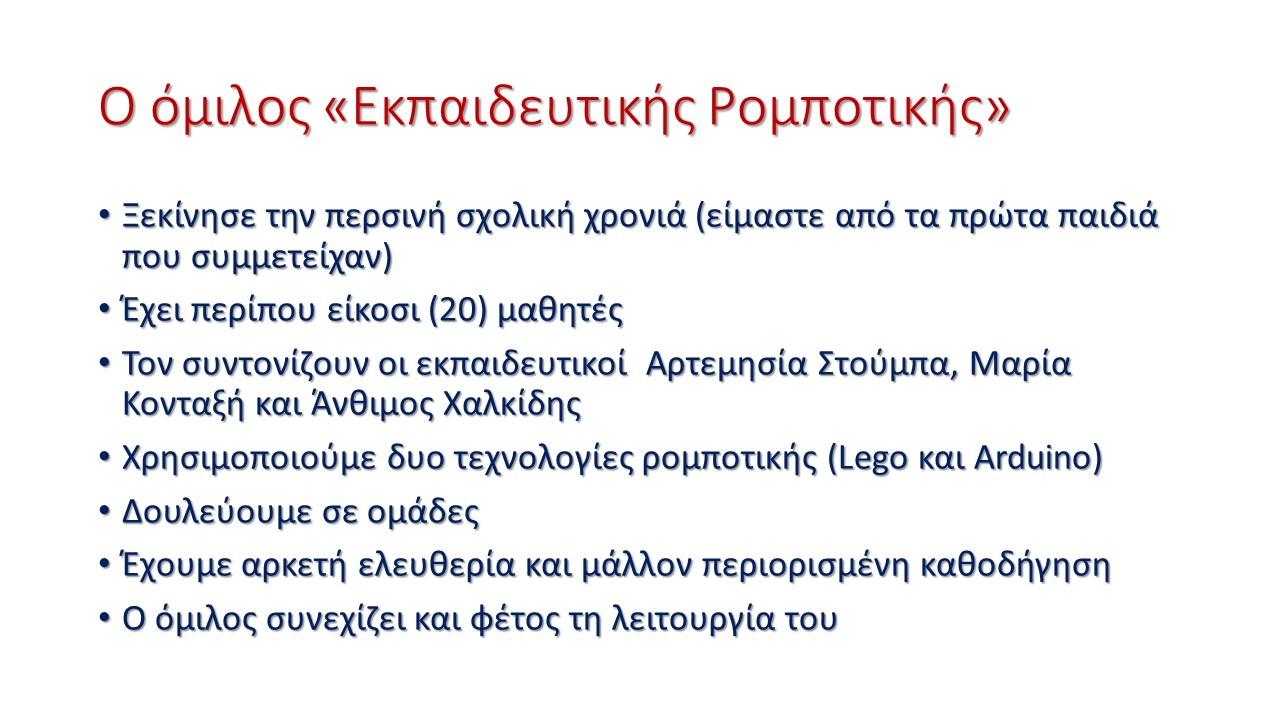 Ο όμιλος «Εκπαιδευτικής Ρομποτικής»
• Ξεκίνησε την περσινή σχολική χρονιά (είμαστε από τα πρώτα παιδιά
που συμμετείχαν)
• Έχει περίπου είκοσι (20) μαθητές
• Τον συντονίζουν οι εκπαιδευτικοί  Αρτεμησία Στούμπα, Μαρία
Κονταξή και Άνθιμος Χαλκίδης
• Χρησιμοποιούμε δυο τεχνολογίες ρομποτικής (Lego και Arduino)
• Δουλεύουμε σε ομάδες
• Έχουμε αρκετή ελευθερία και μάλλον περιορισμένη καθοδήγηση
• Ο όμιλος συνεχίζει και φέτος τη λειτουργία του